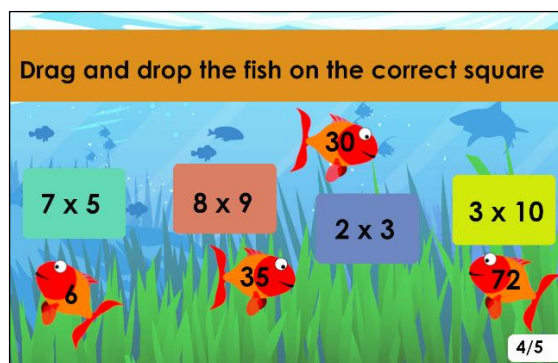 Drag and drop the fish on the correct square
30
7 x 5
8 x 9
2 x 3
3 x 10
6
35
72
4/5